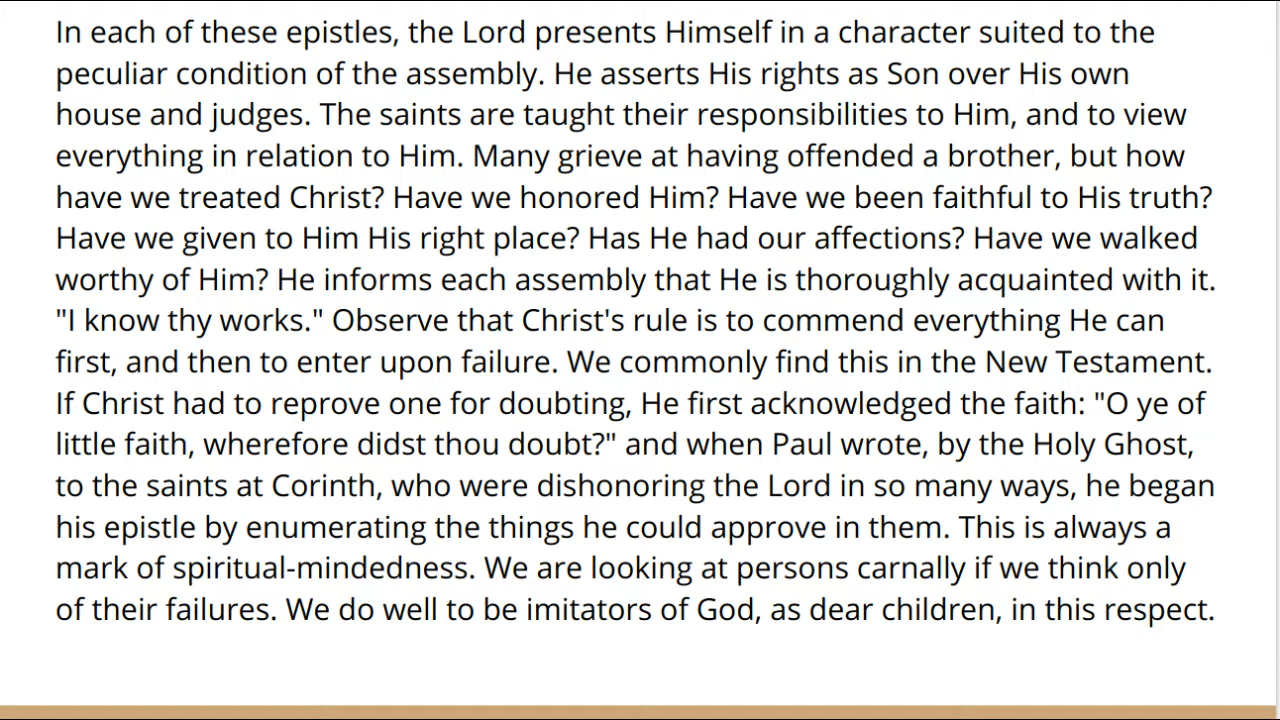 In each of these epistles, the Lord presents Himself in a character suited to the
peculiar condition of the assembly. He asserts His rights as Son over His own
house and judges. The saints are taught their responsibilities to Him, and to view
everything in relation to Him. Many grieve at having offended a brother, but how
have we treated Christ? Have we honored Him? Have we been faithful to His truth?
Have we given to Him His right place? Has He had our affections? Have we walked
worthy of Him? He informs each assembly that He is thoroughly acquainted with it.
"I know thy works." Observe that Christ's rule is to commend everything He can
first, and then to enter upon failure. We commonly find this in the New Testament.
If Christ had to reprove one for doubting, He first acknowledged the faith: "O ye of
little faith, wherefore didst thou doubt?" and when Paul wrote, by the Holy Ghost,
to the saints at Corinth, who were dishonoring the Lord in so many ways, he began
his epistle by enumerating the things he could approve in them. This is always a
mark of spiritual-mindedness. We are looking at persons carnally if we think only
of their failures. We do well to be imitators of God, as dear children, in this respect.